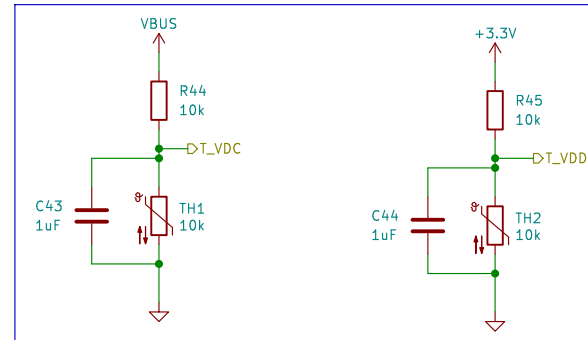 VBUS
R44
10k
T_VDC
C43
1uF
θ
TH1
10k
+3.3V
R45
10k
T_VDD
C44
1uF
θ
TH2
10k